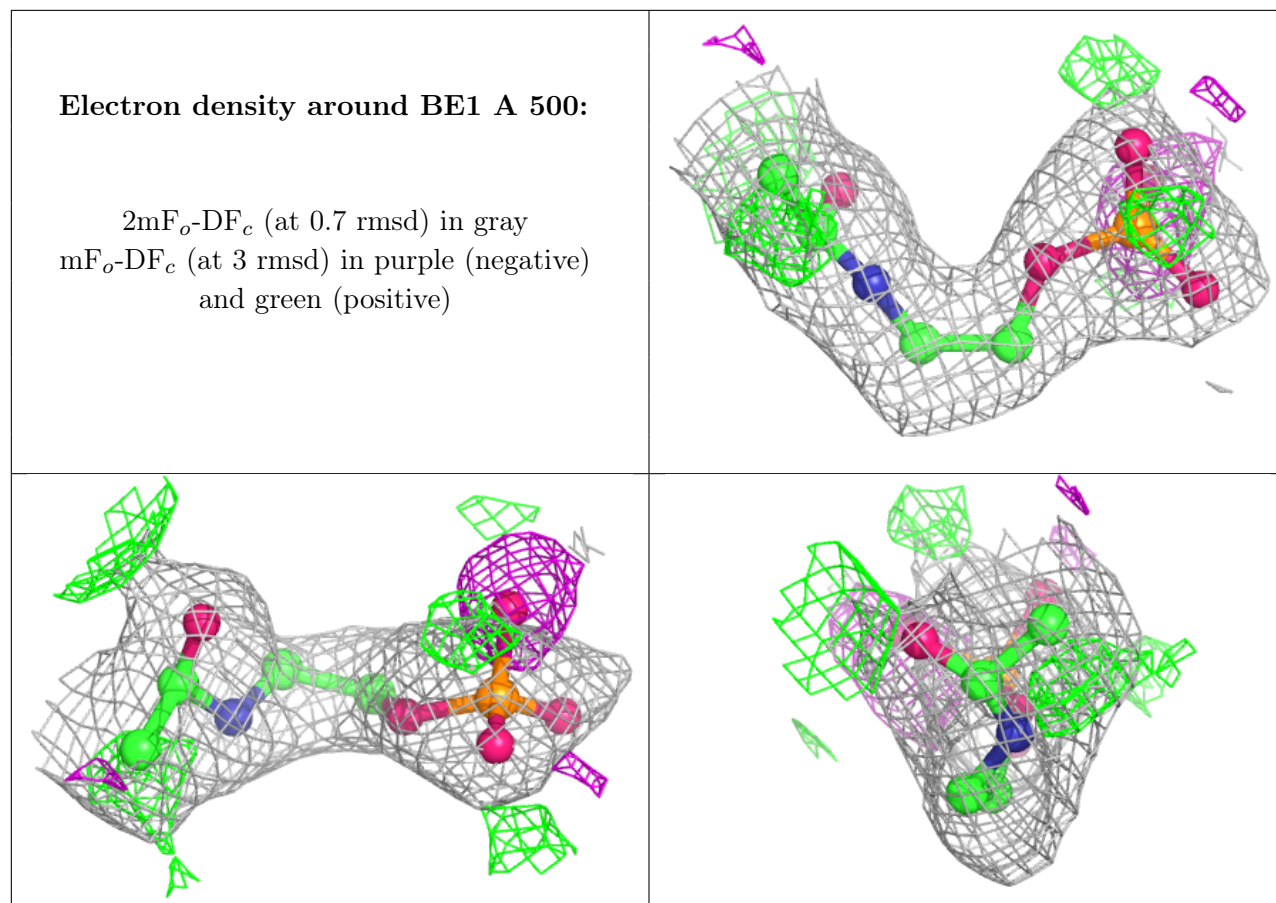 Electron density around BE1 A 500:
2mFₒ-DF𝒸 (at 0.7 rmsd) in gray
mFₒ-DF𝒸 (at 3 rmsd) in purple (negative)
and green (positive)